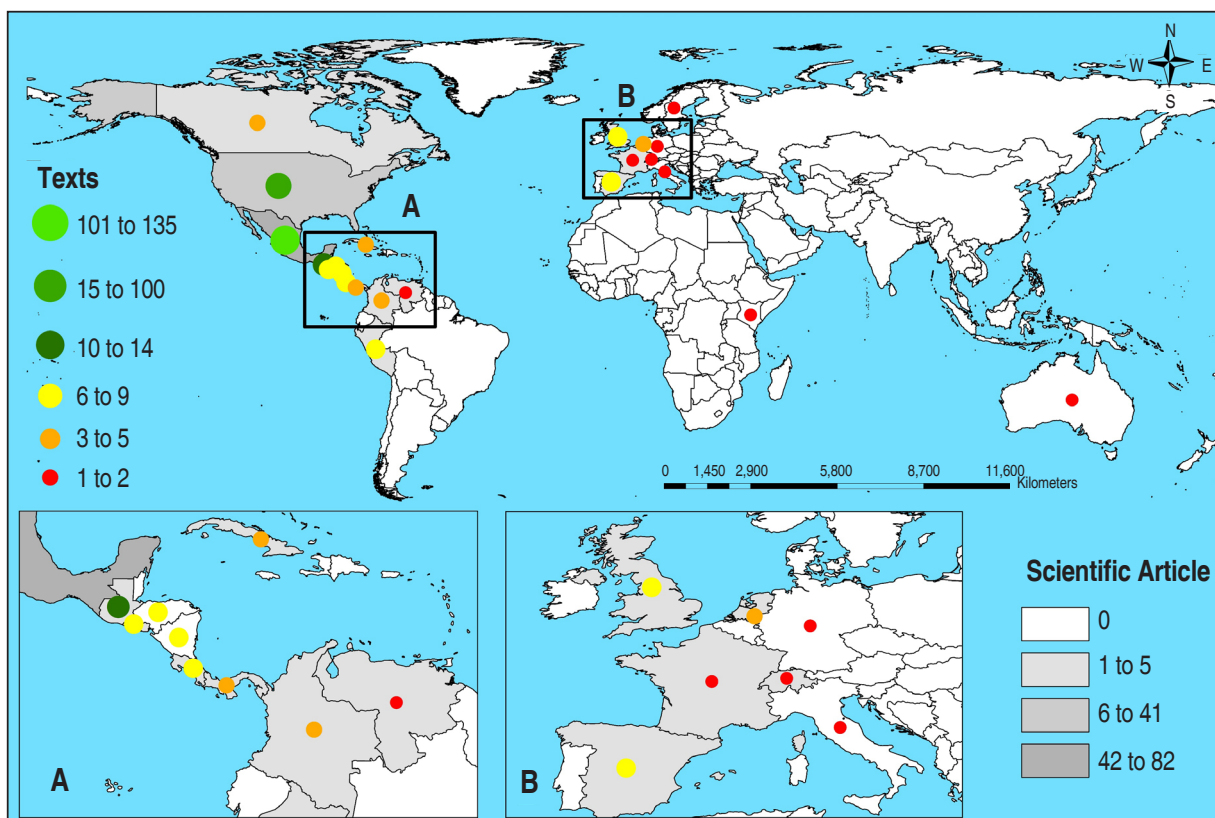 N
W E
S
B
A
Texts
101 to 135
15 to 100
10 to 14
6 to 9
3 to 5
1 to 2
0 1,450 2,900 5,800 8,700 11,600
Kilometers
A
B
Scientific Article
0
1 to 5
6 to 41
42 to 82